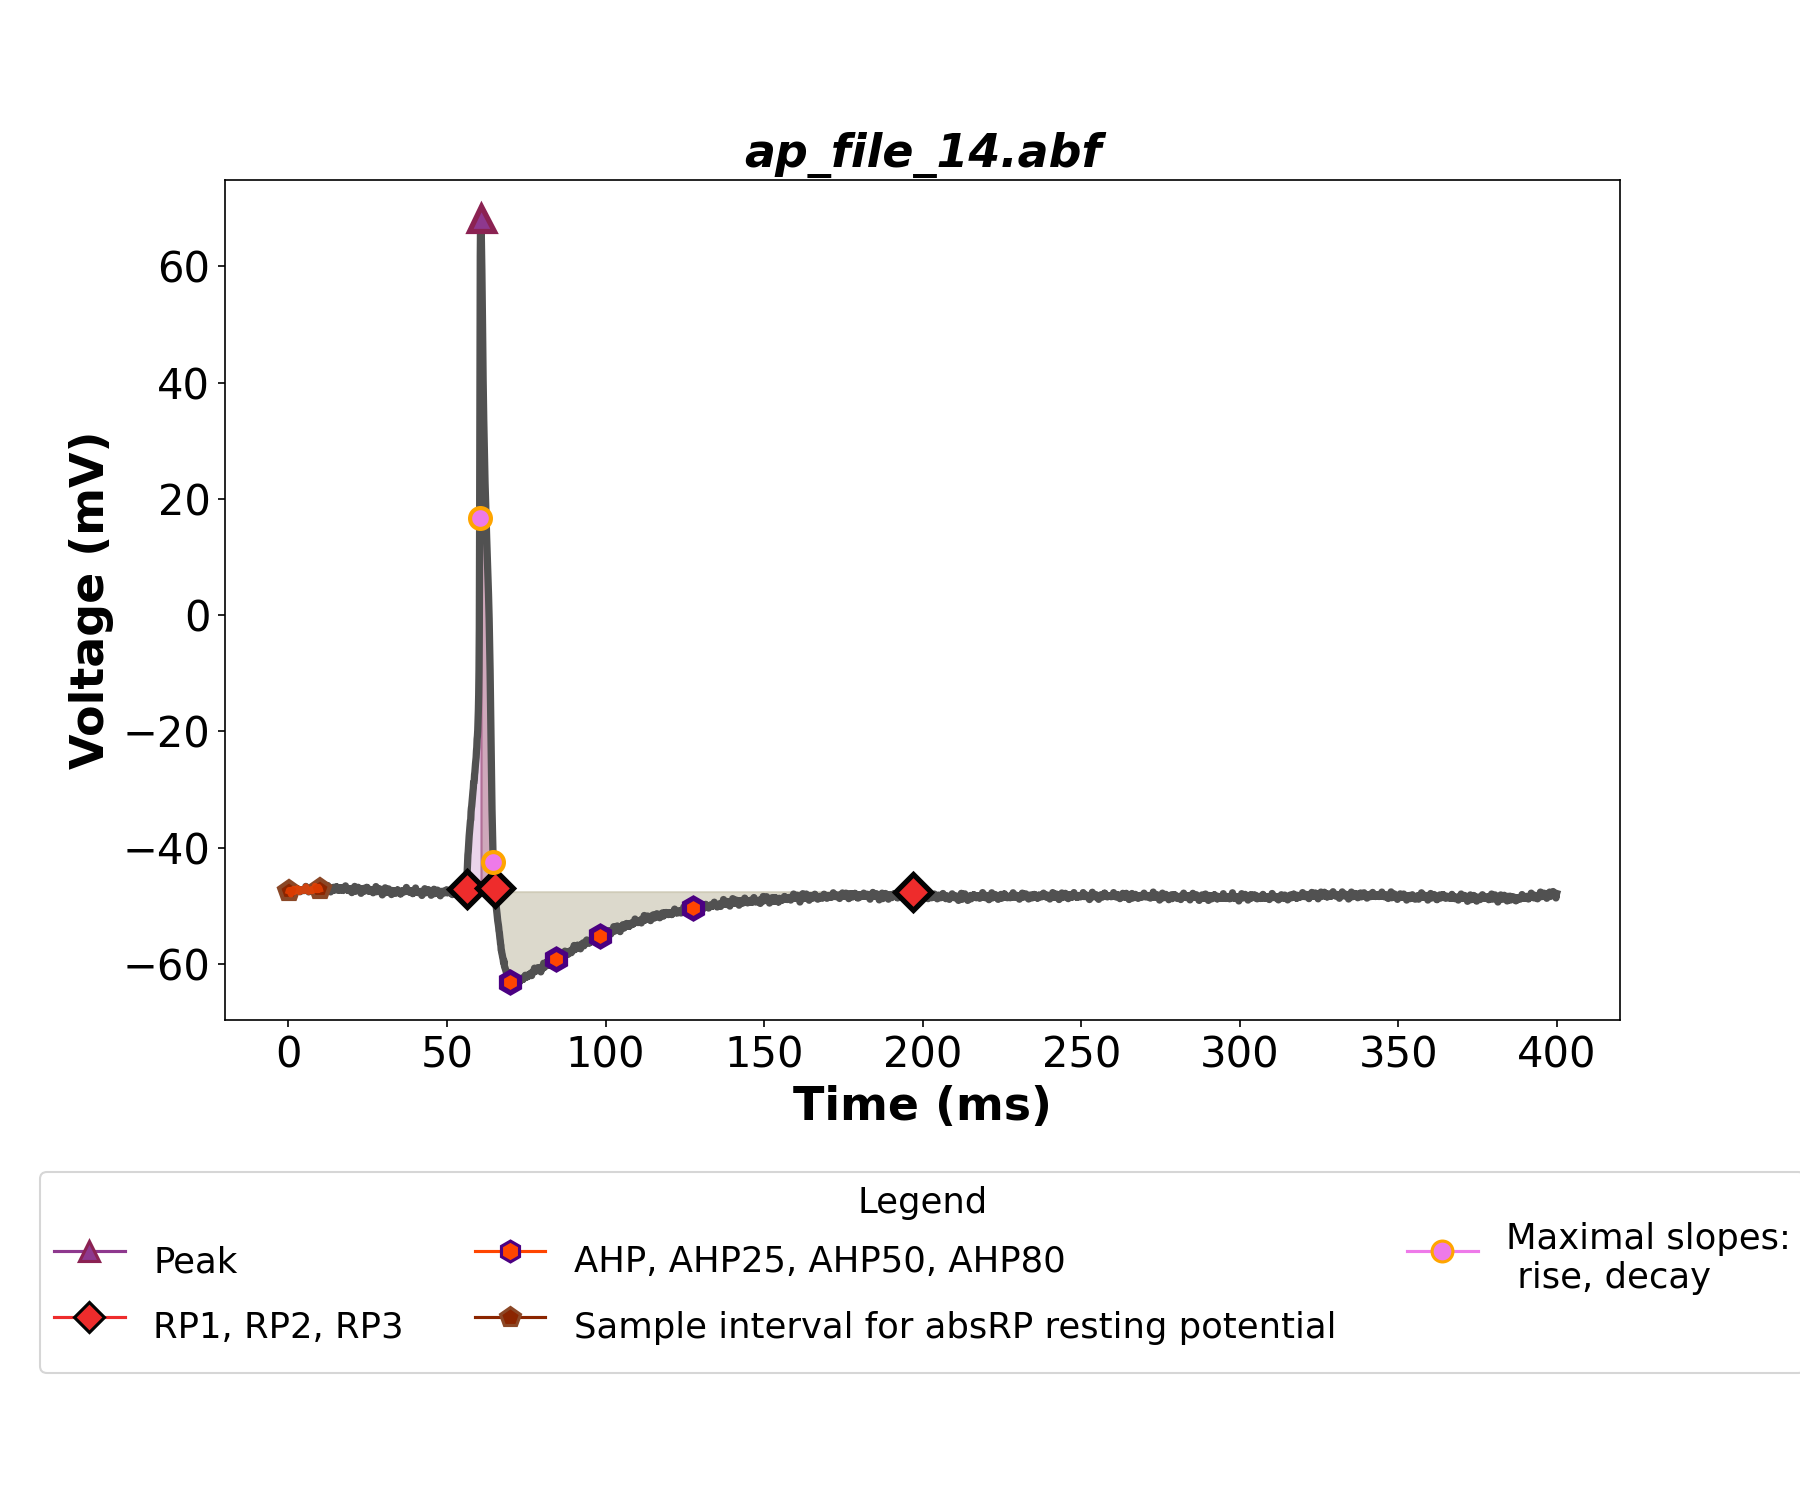 ap_file_14.abf
60
40
20
0
−20
−40
−60
Voltage (mV)
0 50 100 150 200 250 300 350 400
Time (ms)
Legend
Peak
RP1, RP2, RP3
AHP, AHP25, AHP50, AHP80
Sample interval for absRP resting potential
Maximal slopes:
rise, decay